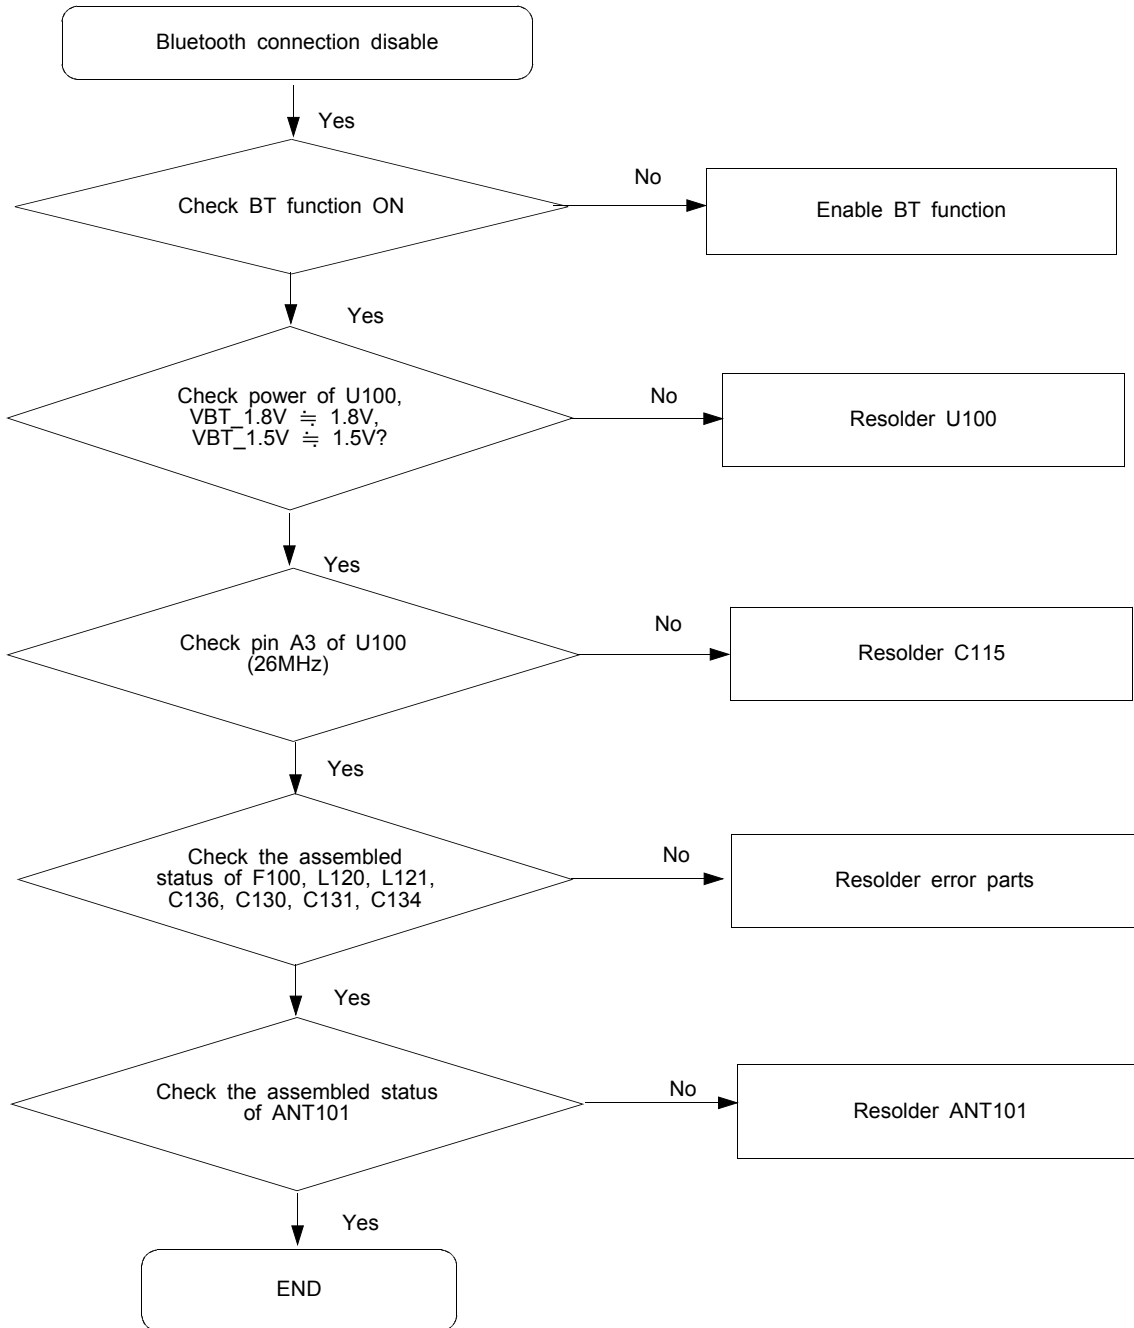 Bluetooth connection disable
Yes
Check BT function ON
No
Enable BT function
Yes
Check power of U100,
VBT_1.8V ≒ 1.8V,
VBT_1.5V ≒ 1.5V?
No
Resolder U100
Yes
Check pin A3 of U100
(26MHz)
No
Resolder C115
Yes
Check the assembled
status of F100, L120, L121,
C136, C130, C131, C134
No
Resolder error parts
Yes
Check the assembled status
of ANT101
No
Resolder ANT101
Yes
END